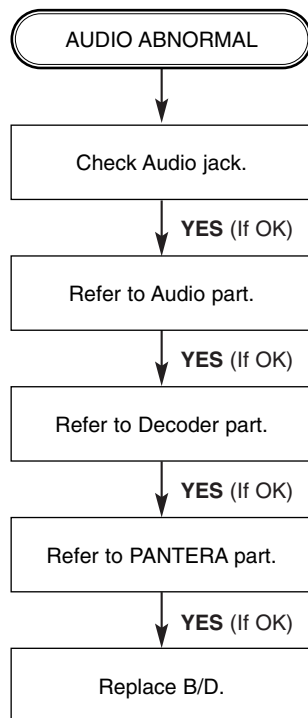 AUDIO ABNORMAL
Check Audio jack.
YES (If OK)
Refer to Audio part.
YES (If OK)
Refer to Decoder part.
YES (If OK)
Refer to PANTERA part.
YES (If OK)
Replace B/D.